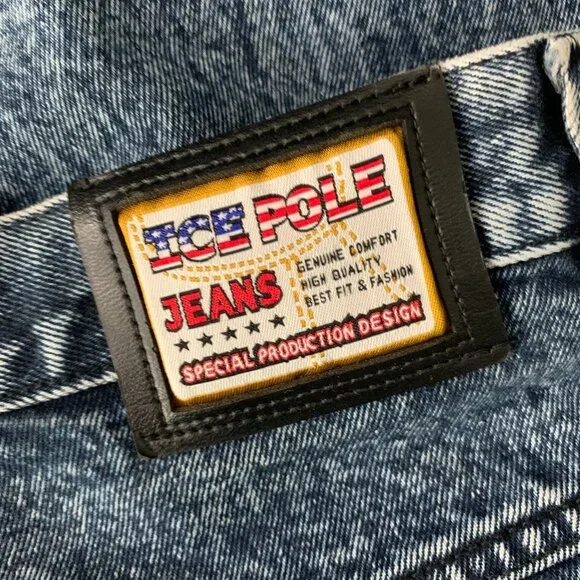 ICE POLE
JEANS
GENUINE COMFORT
HIGH QUALITY
BEST FIT & FASHION
SPECIAL PRODUCTION DESIGN